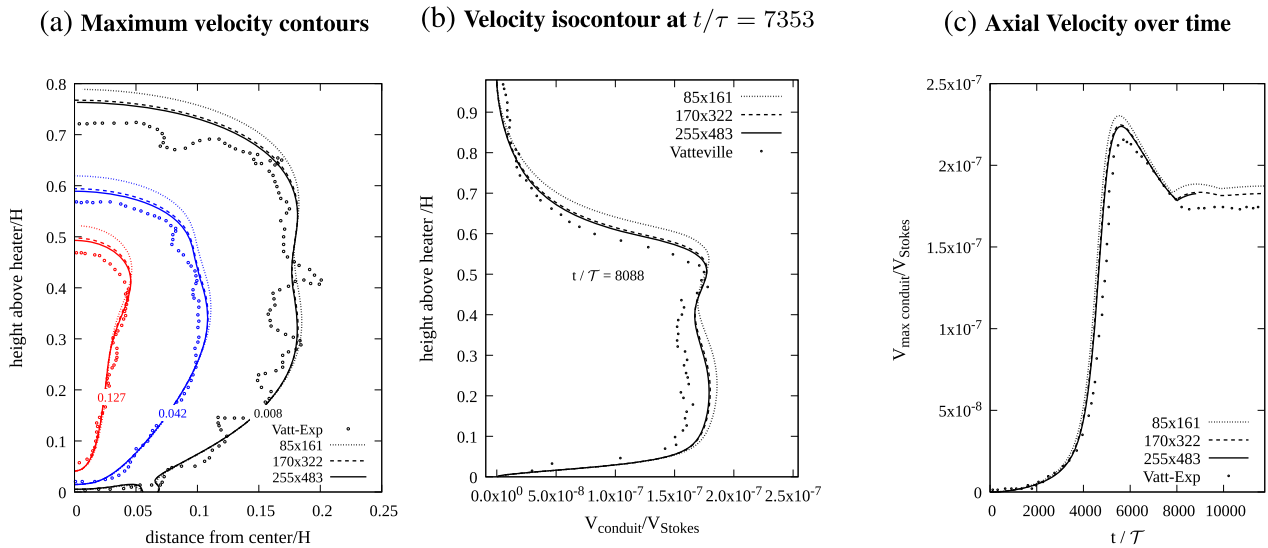 (a) Maximum velocity contours
height above heater/H
0.8
0.7
0.6
0.5
0.4
0.3
0.2
0.1
0
0.127
0.042
0.008
Vatt-Exp
85x161
170x322
255x483
0 0.05 0.1 0.15 0.2 0.25
distance from center/H
(b) Velocity isocontour at t/τ = 7353
height above heater /H
0.9
0.8
0.7
0.6
0.5
0.4
0.3
0.2
0.1
0
85x161
170x322
255x483
Vatteville
t / 𝒯 = 8088
0.0x10⁰ 5.0x10⁻⁸ 1.0x10⁻⁷ 1.5x10⁻⁷ 2.0x10⁻⁷ 2.5x10⁻⁷
V_conduit/V_Stokes
(c) Axial Velocity over time
V_max conduit/V_Stokes
2.5x10⁻⁷
2x10⁻⁷
1.5x10⁻⁷
1x10⁻⁷
5x10⁻⁸
0
85x161
170x322
255x483
Vatt-Exp
0 2000 4000 6000 8000 10000
t / 𝒯